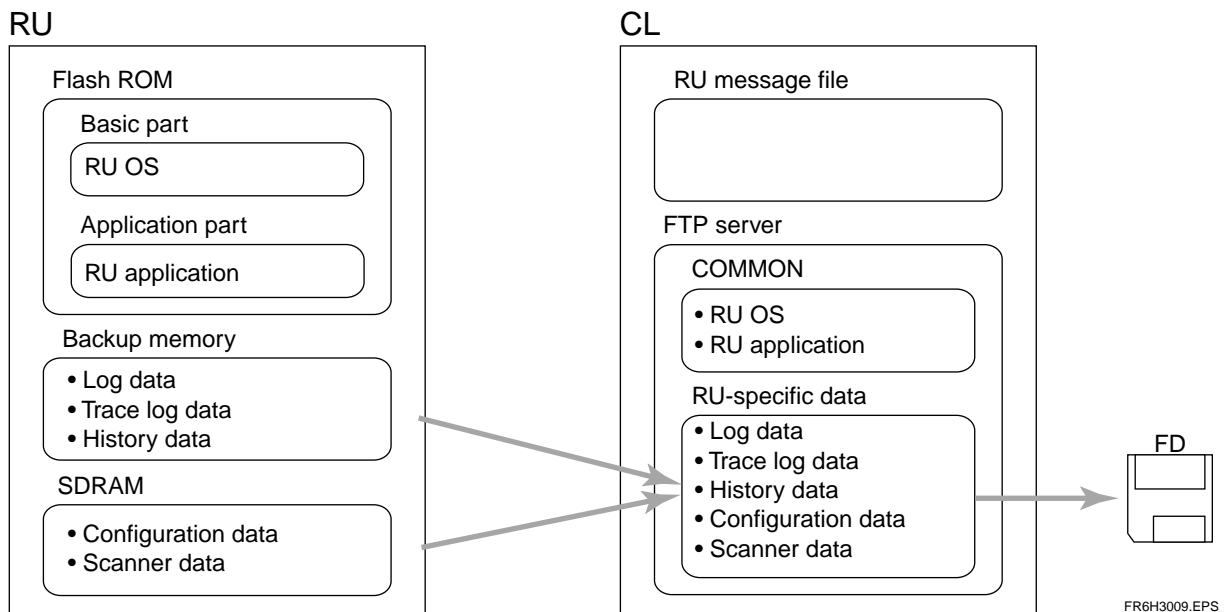 RU
Flash ROM
Basic part
RU OS
Application part
RU application
Backup memory
• Log data
• Trace log data
• History data
SDRAM
• Configuration data
• Scanner data
CL
RU message file
FTP server
COMMON
• RU OS
• RU application
RU-specific data
• Log data
• Trace log data
• History data
• Configuration data
• Scanner data
FD
FR6H3009.EPS